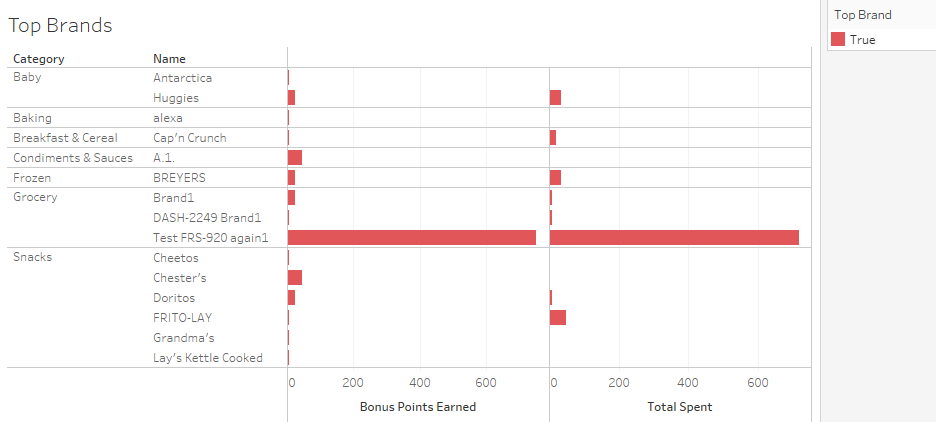 Top Brands
Top Brand
True
Category Name
Baby Antarctica
Huggies
Baking alexa
Breakfast & Cereal Cap’n Crunch
Condiments & Sauces A.1.
Frozen BREYERS
Grocery Brand1
DASH-2249 Brand1
Test FRS-920 again1
Snacks Cheetos
Chester’s
Doritos
FRITO-LAY
Grandma’s
Lay’s Kettle Cooked
0 200 400 600 0 200 400 600
Bonus Points Earned Total Spent